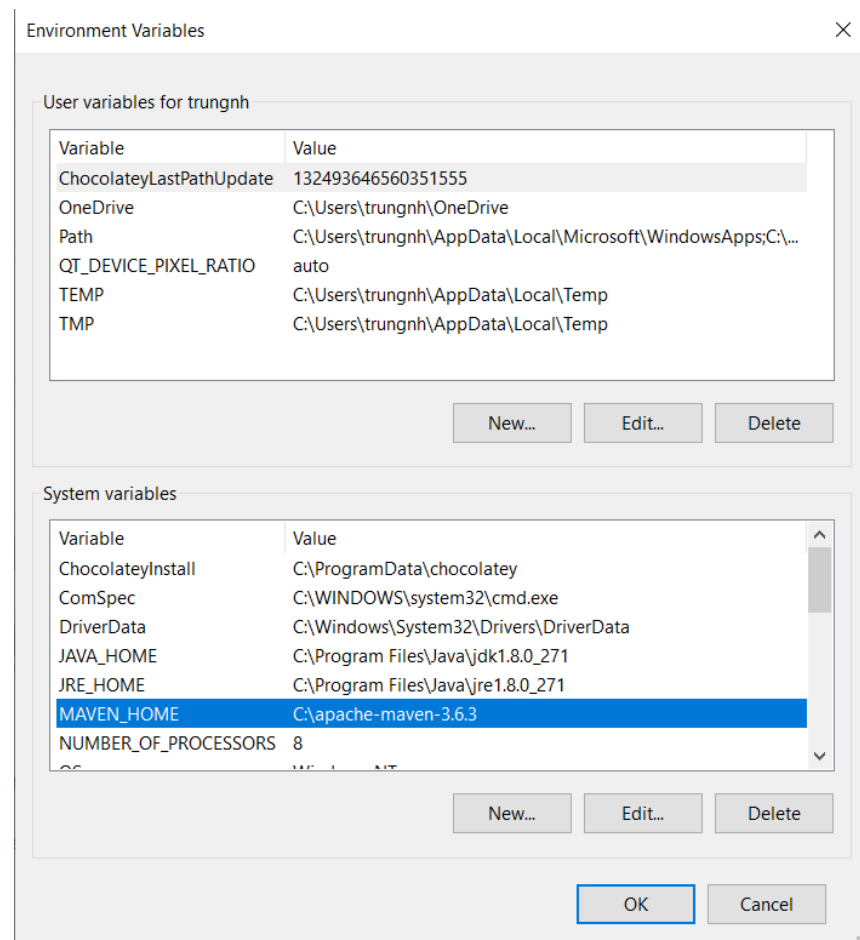 Environment Variables
User variables for trungnh
Variable Value
ChocolateyLastPathUpdate 132493646560351555
OneDrive C:\Users\trungnh\OneDrive
Path C:\Users\trungnh\AppData\Local\Microsoft\WindowsApps;C:\...
QT_DEVICE_PIXEL_RATIO auto
TEMP C:\Users\trungnh\AppData\Local\Temp
TMP C:\Users\trungnh\AppData\Local\Temp
New... Edit... Delete
System variables
Variable Value
ChocolateyInstall C:\ProgramData\chocolatey
ComSpec C:\WINDOWS\system32\cmd.exe
DriverData C:\Windows\System32\Drivers\DriverData
JAVA_HOME C:\Program Files\Java\jdk1.8.0_271
JRE_HOME C:\Program Files\Java\jre1.8.0_271
MAVEN_HOME C:\apache-maven-3.6.3
NUMBER_OF_PROCESSORS 8
New... Edit... Delete
OK Cancel